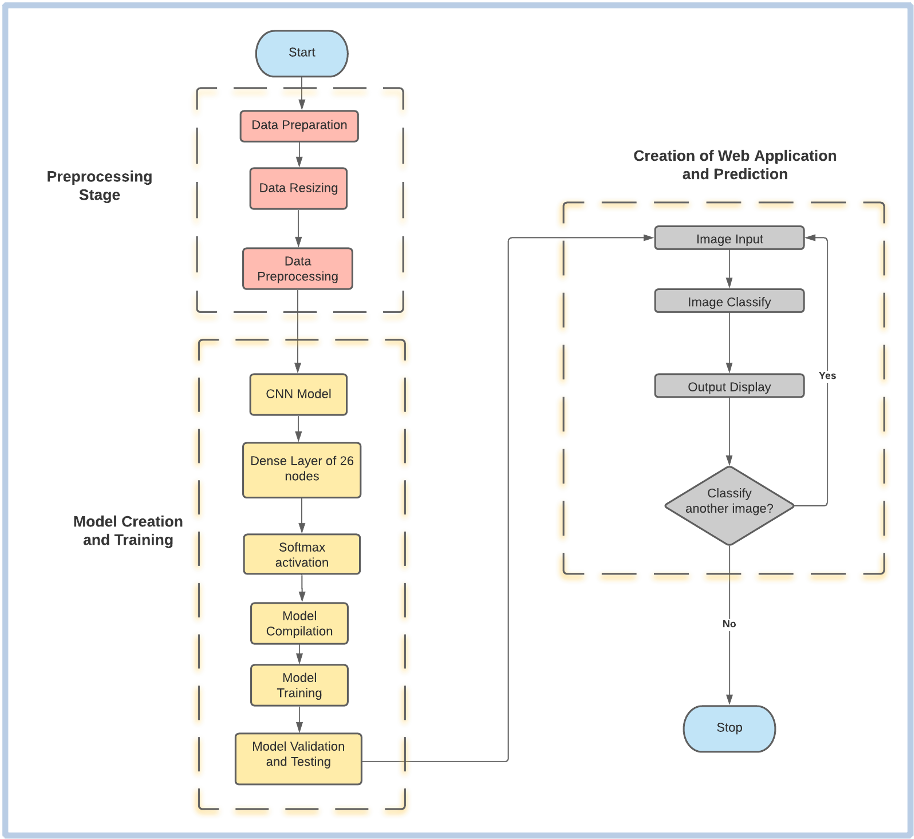 Start
Preprocessing
Stage
Data Preparation
Data Resizing
Data
Preprocessing
Model Creation
and Training
CNN Model
Dense Layer of 26
nodes
Softmax
activation
Model
Compilation
Model
Training
Model Validation
and Testing
Creation of Web Application
and Prediction
Image Input
Image Classify
Output Display
Classify
another image?
Yes
No
Stop